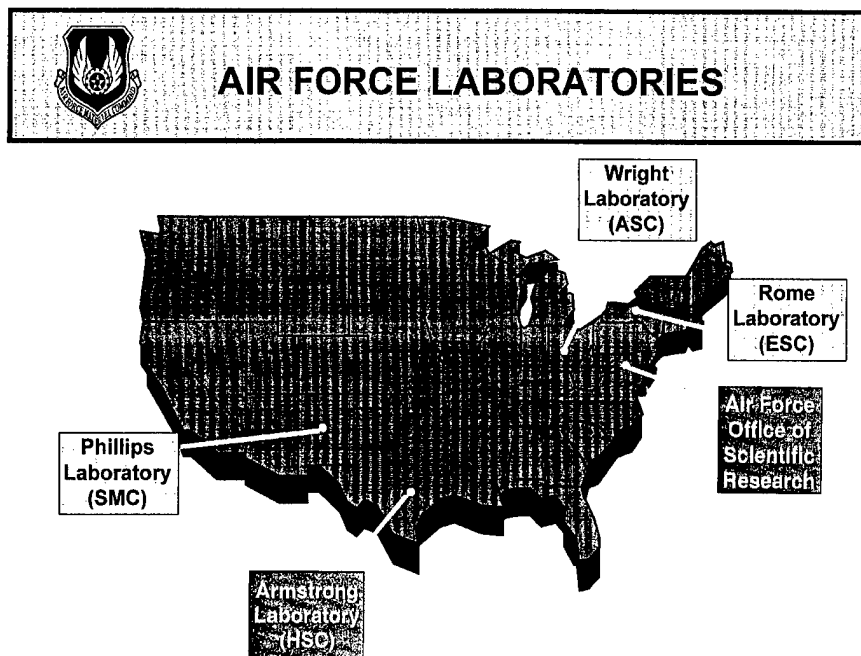 AIR FORCE LABORATORIES
Wright
Laboratory
(ASC)
Rome
Laboratory
(ESC)
Air Force
Office of
Scientific
Research
Phillips
Laboratory
(SMC)
Armstrong
Laboratory
(HSC)